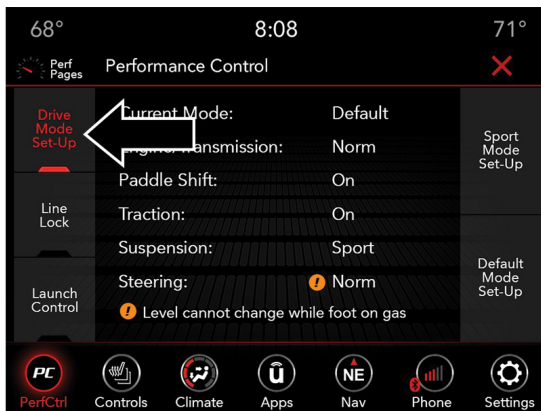 68°
8:08
71°
Perf
Pages
Performance Control
Drive
Mode
Set-Up
Line
Lock
Launch
Control
Current Mode: Default
Engine/Transmission: Norm
Paddle Shift: On
Traction: On
Suspension: Sport
Steering: ! Norm
! Level cannot change while foot on gas
Sport
Mode
Set-Up
Default
Mode
Set-Up
PC
PerfCtrl
Controls
Climate
û
Apps
NE
Nav
Phone
Settings